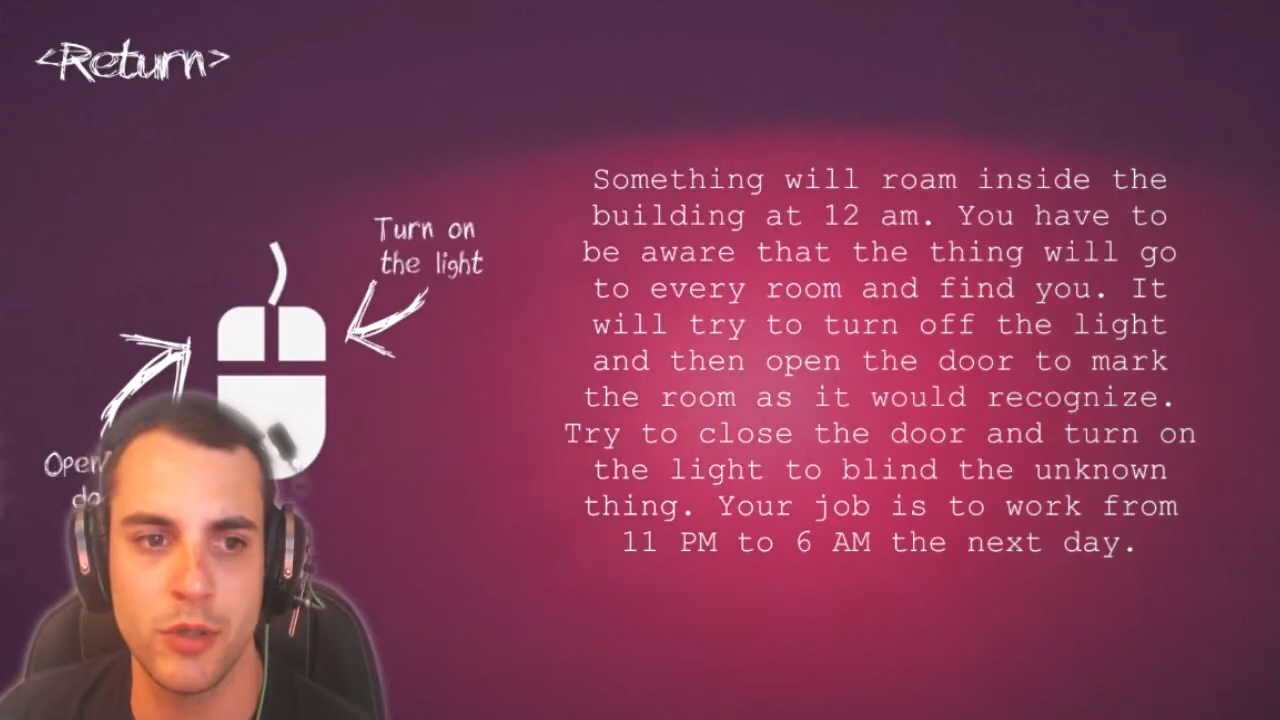 <Return>
Turn on
the light
Something will roam inside the
building at 12 am. You have to
be aware that the thing will go
to every room and find you. It
will try to turn off the light
and then open the door to mark
the room as it would recognize.
Try to close the door and turn on
the light to blind the unknown
thing. Your job is to work from
11 PM to 6 AM the next day.
Open